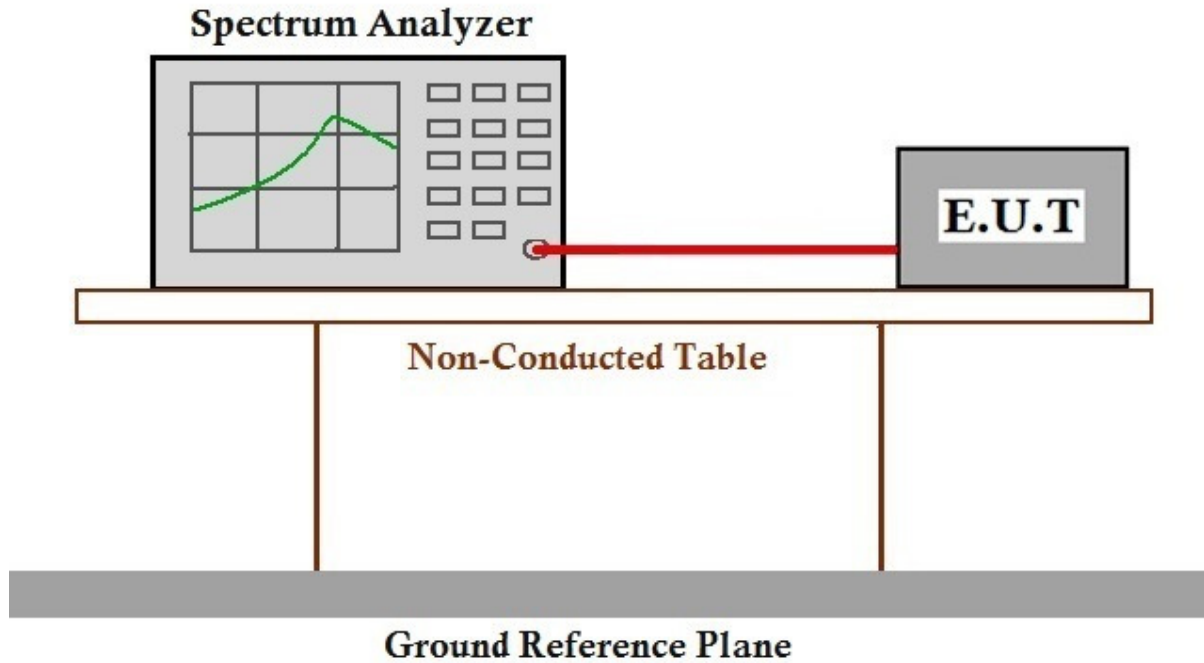 Spectrum Analyzer
E.U.T
Non-Conducted Table
Ground Reference Plane